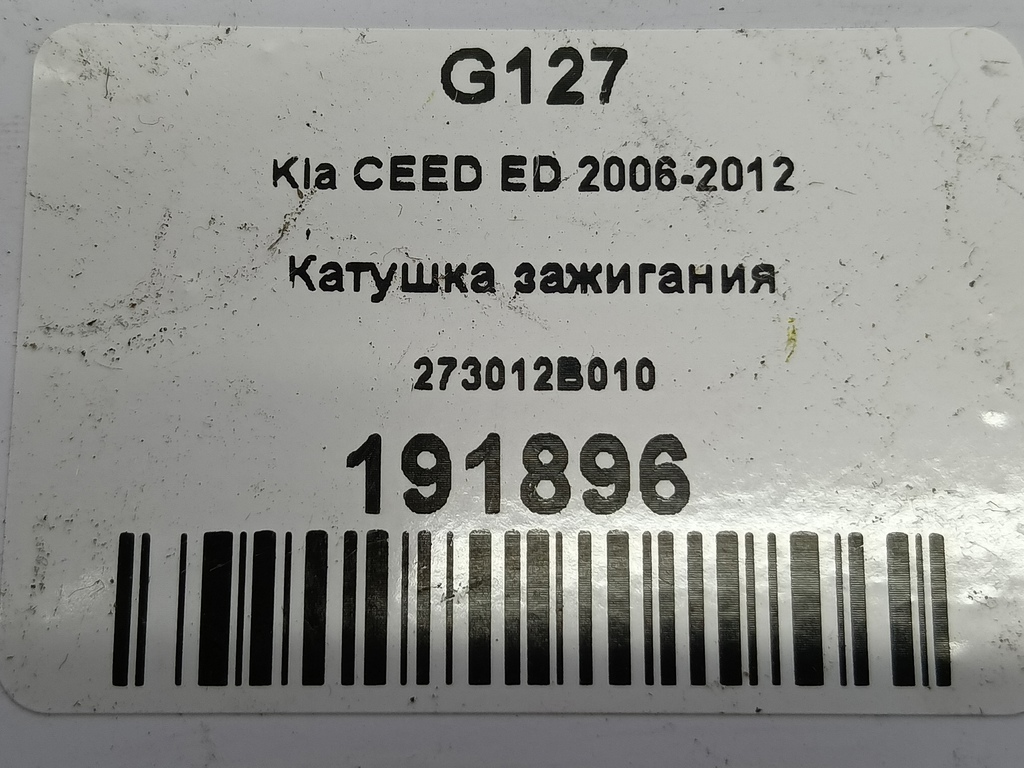 G127
Kia CEED ED 2006-2012
Катушка зажигания
273012B010
191896